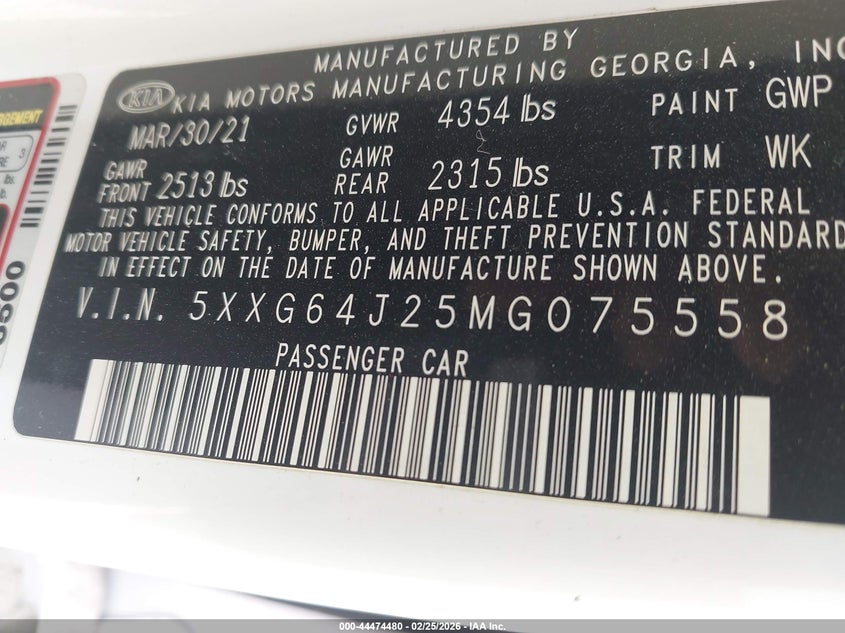 MANUFACTURED BY
KIA KIA MOTORS MANUFACTURING GEORGIA, INC
MAR/30/21 GVWR 4354 lbs PAINT GWP
GAWR FRONT 2513 lbs GAWR REAR 2315 lbs TRIM WK
THIS VEHICLE CONFORMS TO ALL APPLICABLE U.S.A. FEDERAL
MOTOR VEHICLE SAFETY, BUMPER, AND THEFT PREVENTION STANDARD
IN EFFECT ON THE DATE OF MANUFACTURE SHOWN ABOVE.
V.I.N. 5XXG64J25MG075558
PASSENGER CAR
000-44474480 - 02/25/2026 - IAA Inc.